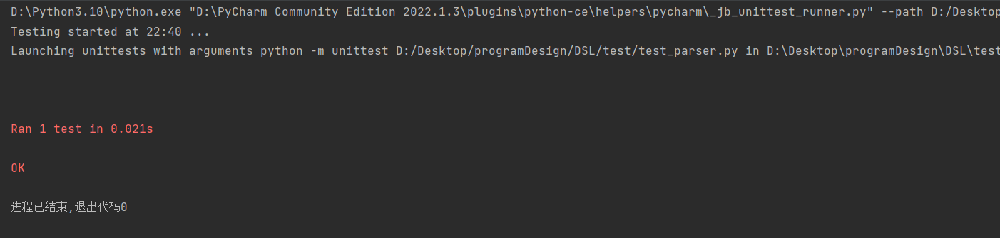 D:\Python3.10\python.exe "D:\PyCharm Community Edition 2022.1.3\plugins\python-ce\helpers\pycharm\_jb_unittest_runner.py" --path D:/Desktop
Testing started at 22:40 ...
Launching unittests with arguments python -m unittest D:/Desktop/programDesign/DSL/test/test_parser.py in D:\Desktop\programDesign\DSL\test
Ran 1 test in 0.021s
OK
进程已结束,退出代码0